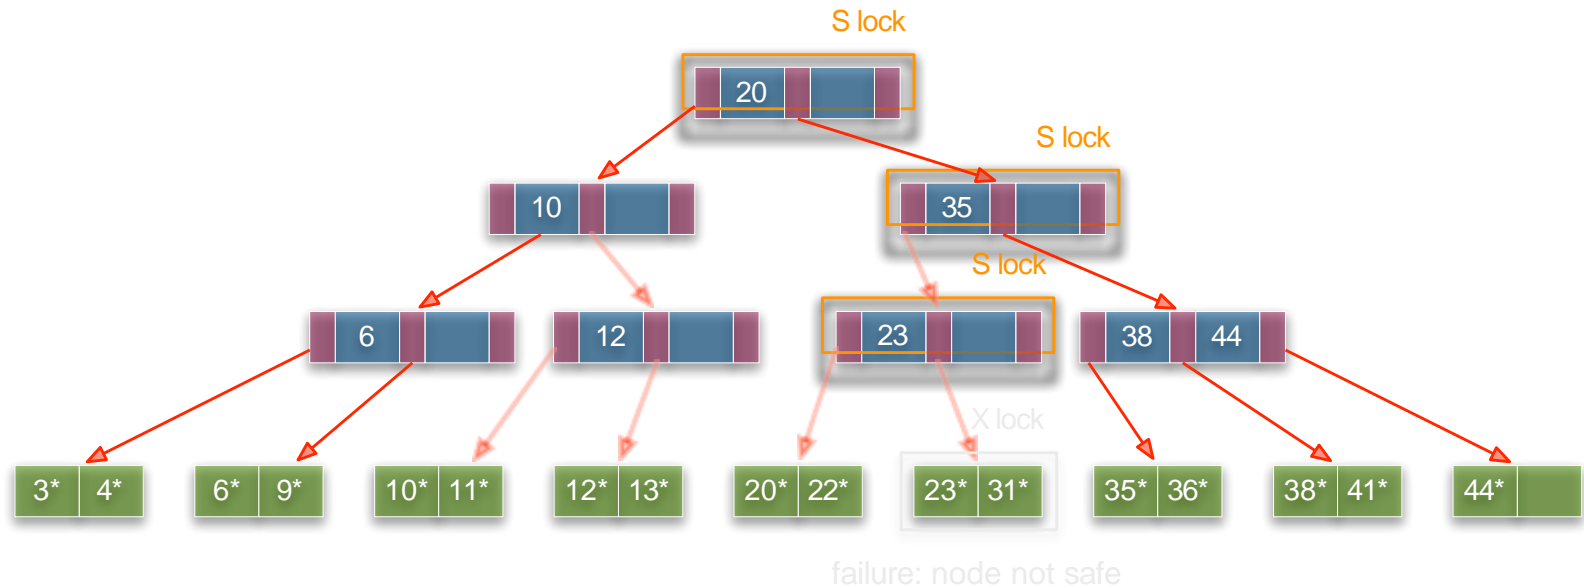 S lock
20
S lock
10
35
S lock
6
12
23
38 44
X lock
3* 4* 6* 9* 10* 11* 12* 13* 20* 22* 23* 31* 35* 36* 38* 41* 44*
failure: node not safe